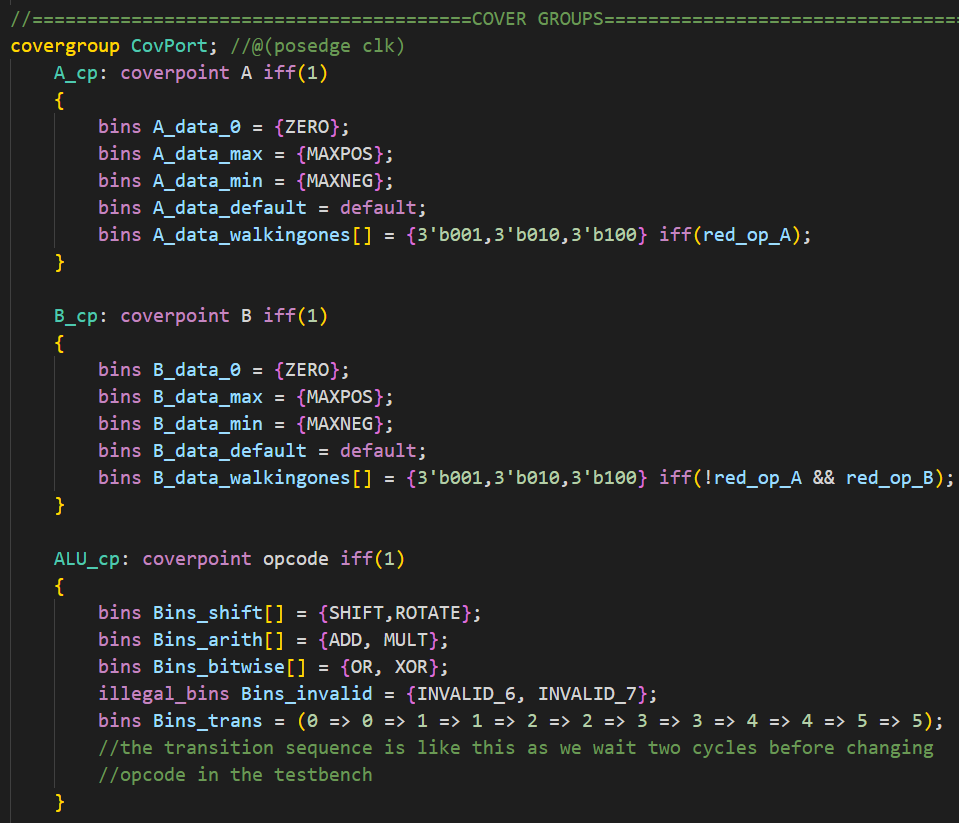 //========================================COVER GROUPS================================
covergroup CovPort; //@(posedge clk)
    A_cp: coverpoint A iff(1)
    {
        bins A_data_0 = {ZERO};
        bins A_data_max = {MAXPOS};
        bins A_data_min = {MAXNEG};
        bins A_data_default = default;
        bins A_data_walkingones[] = {3'b001,3'b010,3'b100} iff(red_op_A);
    }
    B_cp: coverpoint B iff(1)
    {
        bins B_data_0 = {ZERO};
        bins B_data_max = {MAXPOS};
        bins B_data_min = {MAXNEG};
        bins B_data_default = default;
        bins B_data_walkingones[] = {3'b001,3'b010,3'b100} iff(!red_op_A && red_op_B);
    }
    ALU_cp: coverpoint opcode iff(1)
    {
        bins Bins_shift[] = {SHIFT,ROTATE};
        bins Bins_arith[] = {ADD, MULT};
        bins Bins_bitwise[] = {OR, XOR};
        illegal_bins Bins_invalid = {INVALID_6, INVALID_7};
        bins Bins_trans = (0 => 0 => 1 => 1 => 2 => 2 => 3 => 3 => 4 => 4 => 5 => 5);
        //the transition sequence is like this as we wait two cycles before changing
        //opcode in the testbench
    }